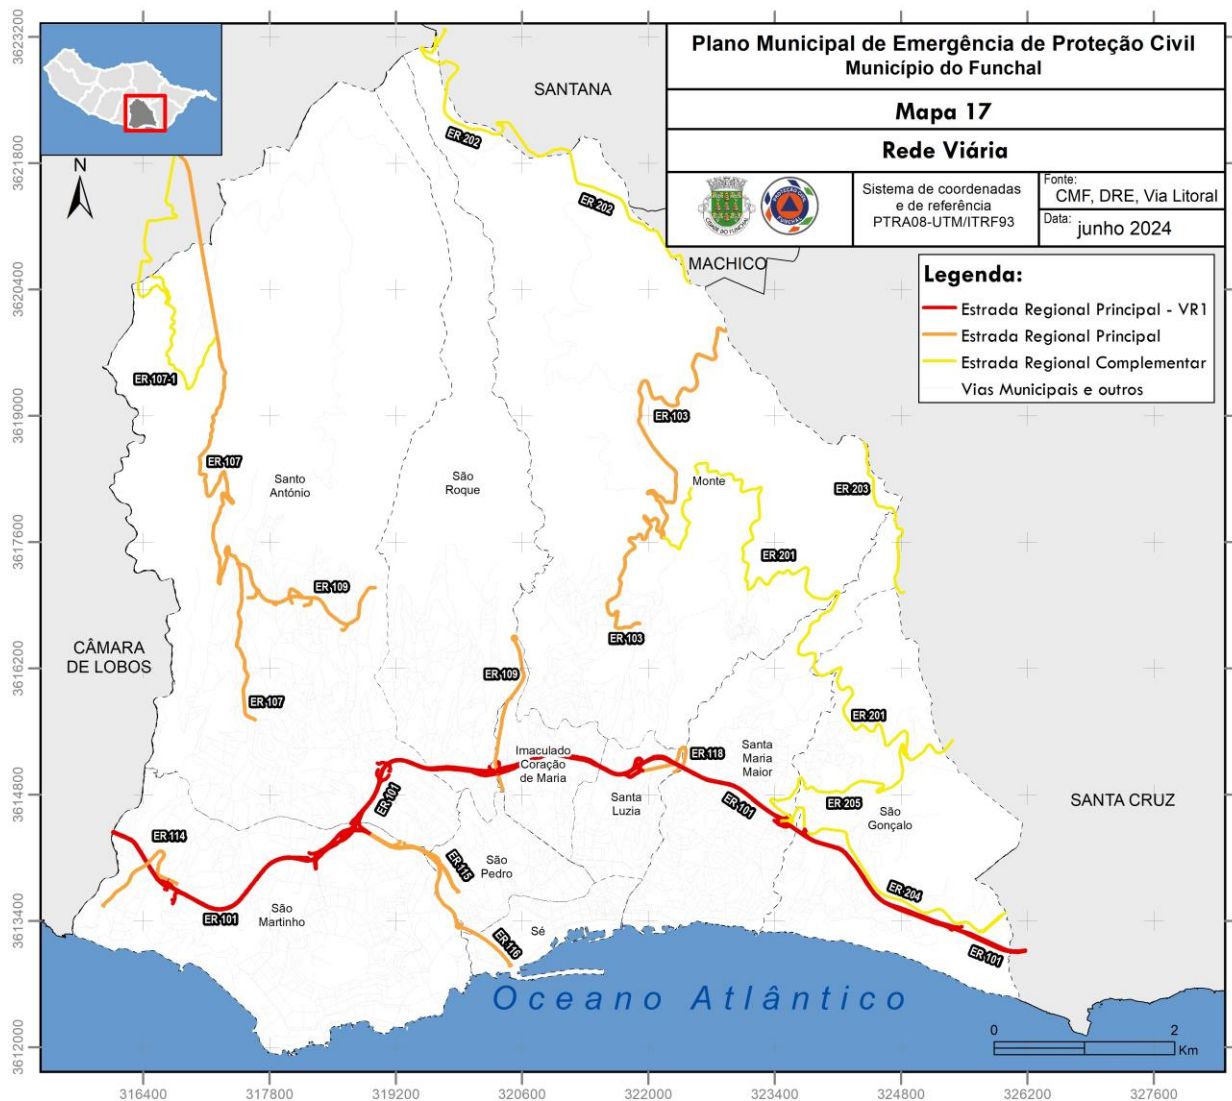 Plano Municipal de Emergência de Proteção Civil
Município do Funchal
Mapa 17
Rede Viária
CIDADE DO FUNCHAL
PROTEÇÃO CIVIL
FUNCHAL
Sistema de coordenadas
e de referência
PTRA08-UTM/ITRF93
Fonte:
CMF, DRE, Via Litoral
Data:
junho 2024
Legenda:
Estrada Regional Principal - VR1
Estrada Regional Principal
Estrada Regional Complementar
Vias Municipais e outros
N
SANTANA
MACHICO
CÂMARA
DE LOBOS
SANTA CRUZ
ER 202
ER 202
ER 107-1
ER 103
ER 107
Santo
António
São
Roque
Monte
ER 203
ER 201
ER 109
ER 103
ER 109
ER 107
ER 201
Imaculado
Coração
de Maria
ER 118
Santa
Maria
Maior
ER 101
ER 101
Santa
Luzia
ER 205
São
Gonçalo
ER 114
ER 115
São
Pedro
ER 204
ER 101
São
Martinho
Sé
ER 116
ER 101
Oceano Atlântico
0
2
Km
3623200
3621800
3620400
3619000
3617600
3616200
3614800
3613400
3612000
316400
317800
319200
320600
322000
323400
324800
326200
327600